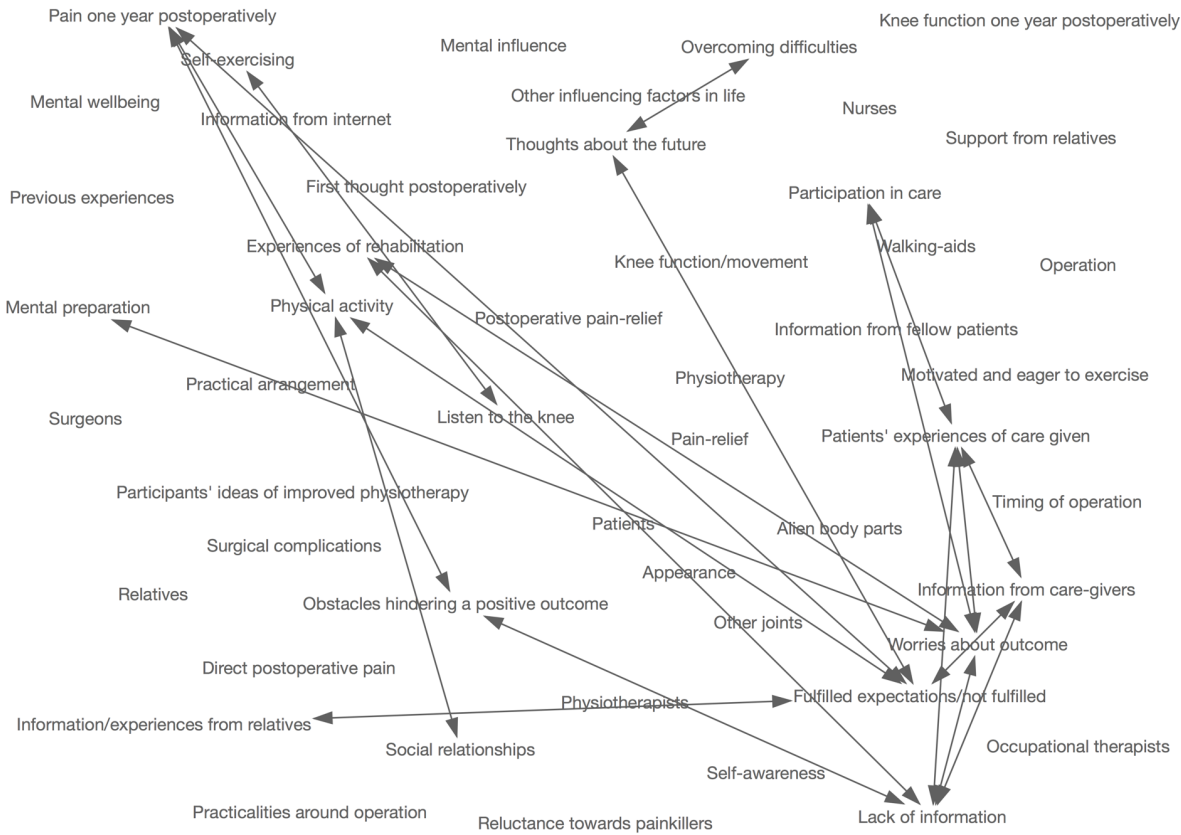 Pain one year postoperatively
Knee function one year postoperatively
Mental influence
Overcoming difficulties
Self-exercising
Other influencing factors in life
Mental wellbeing
Nurses
Information from internet
Support from relatives
Thoughts about the future
First thought postoperatively
Participation in care
Previous experiences
Experiences of rehabilitation
Walking-aids
Knee function/movement
Operation
Physical activity
Mental preparation
Postoperative pain-relief
Information from fellow patients
Physiotherapy
Motivated and eager to exercise
Practical arrangement
Listen to the knee
Surgeons
Pain-relief
Patients' experiences of care given
Participants' ideas of improved physiotherapy
Timing of operation
Patients
Alien body parts
Surgical complications
Appearance
Relatives
Information from care-givers
Obstacles hindering a positive outcome
Other joints
Worries about outcome
Direct postoperative pain
Physiotherapists
Fulfilled expectations/not fulfilled
Information/experiences from relatives
Social relationships
Occupational therapists
Self-awareness
Practicalities around operation
Reluctance towards painkillers
Lack of information